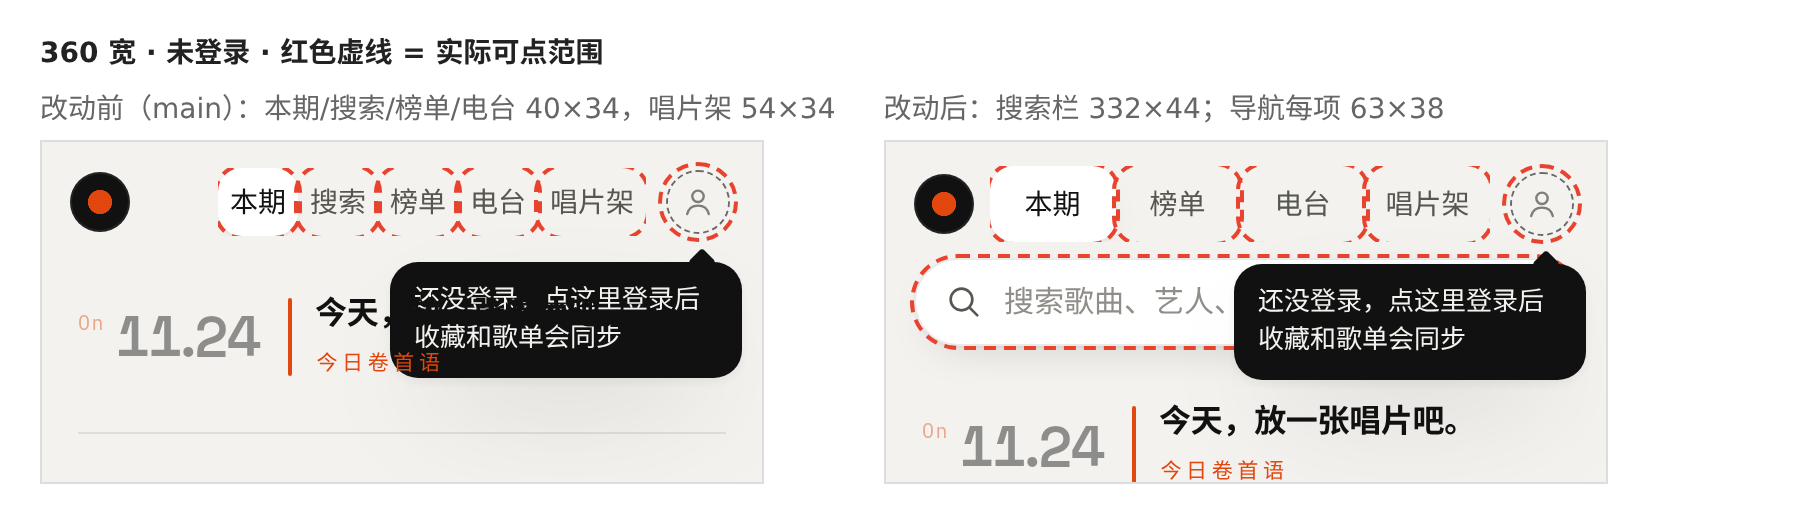 360 宽 · 未登录 · 红色虚线 = 实际可点范围
改动前（main）：本期/搜索/榜单/电台 40×34，唱片架 54×34
本期 搜索 榜单 电台 唱片架
还没登录，点这里登录后
收藏和歌单会同步
0n 11.24
今天，
今日卷首语
改动后：搜索栏 332×44；导航每项 63×38
本期 榜单 电台 唱片架
搜索歌曲、艺人、
还没登录，点这里登录后
收藏和歌单会同步
0n 11.24
今天，放一张唱片吧。
今日卷首语